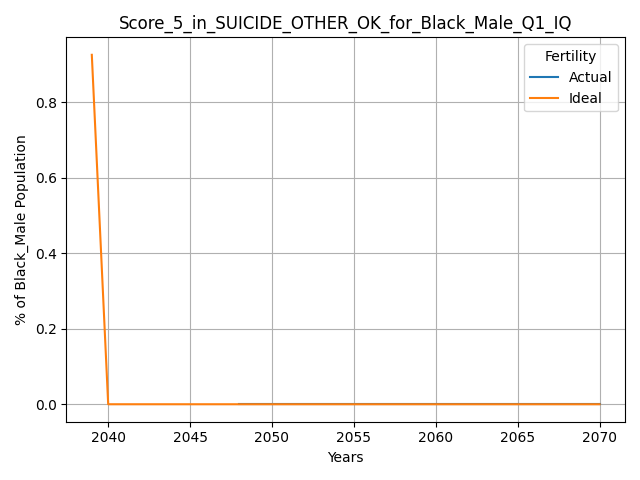 Score_5_in_SUICIDE_OTHER_OK_for_Black_Male_Q1_IQ
Fertility
Actual
Ideal
% of Black_Male Population
0.8
0.6
0.4
0.2
0.0
2040 2045 2050 2055 2060 2065 2070
Years